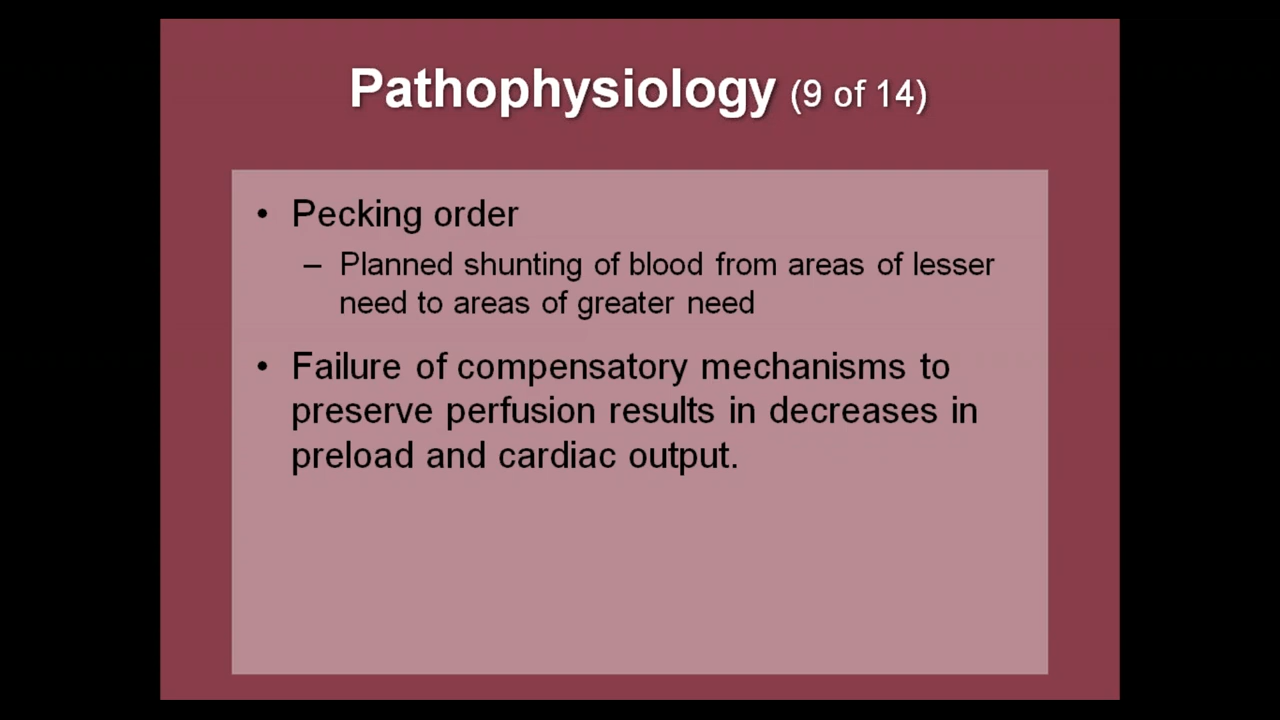 Pathophysiology (9 of 14)
• Pecking order
– Planned shunting of blood from areas of lesser
need to areas of greater need
• Failure of compensatory mechanisms to
preserve perfusion results in decreases in
preload and cardiac output.